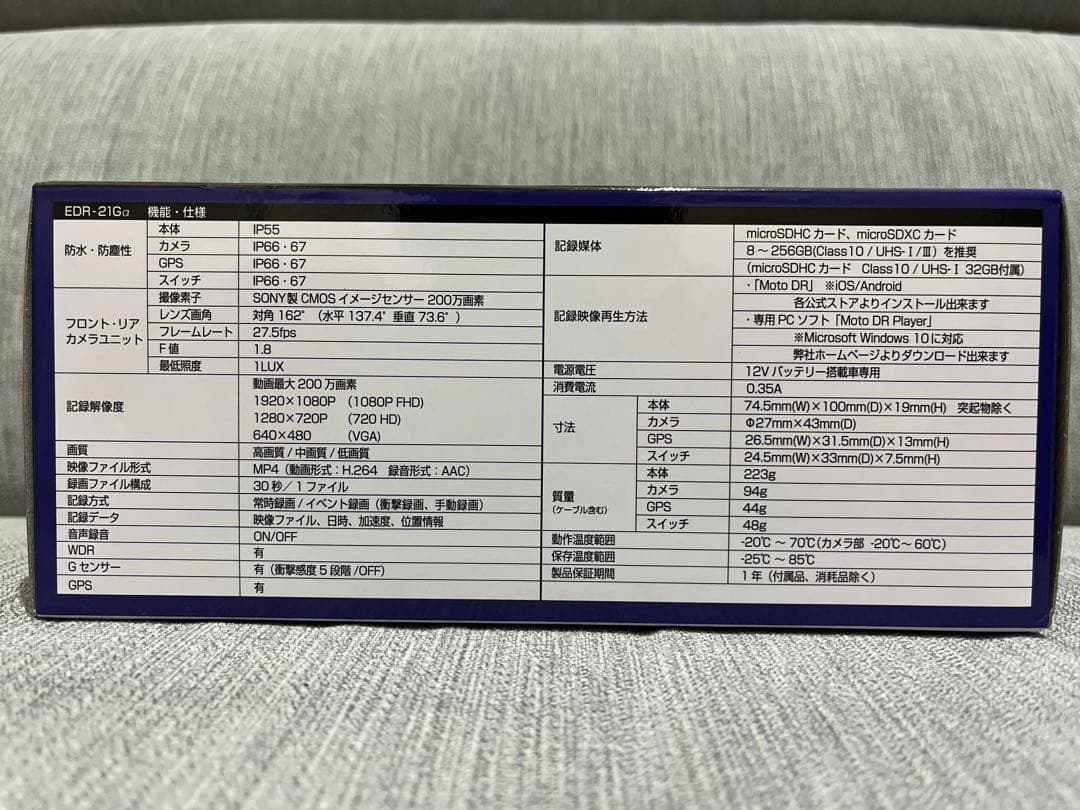 EDR-21Gα 機能・仕様
防水・防塵性
本体 IP55
カメラ IP66・67
GPS IP66・67
スイッチ IP66・67
フロント・リア
カメラユニット
撮像素子 SONY製 CMOS イメージセンサー 200万画素
レンズ画角 対角 162°（水平 137.4° 垂直 73.6°）
フレームレート 27.5fps
F値 1.8
最低照度 1LUX
記録解像度
動画最大 200 万画素
1920×1080P （1080P FHD)
1280×720P （720 HD)
640×480 （VGA)
画質 高画質 / 中画質 / 低画質
映像ファイル形式 MP4（動画形式：H.264 録音形式：AAC）
録画ファイル構成 30 秒／ 1 ファイル
記録方式 常時録画 / イベント録画（衝撃録画、手動録画）
記録データ 映像ファイル、日時、加速度、位置情報
音声録音 ON/OFF
WDR 有
G センサー 有（衝撃感度 5 段階 /OFF）
GPS 有
記録媒体
microSDHC カード、microSDXC カード
8 ～ 256GB(Class10 / UHS-Ⅰ/Ⅲ）を推奨
（microSDHC カード Class10 / UHS-Ⅰ 32GB付属）
記録映像再生方法
・「Moto DR」 ※iOS/Android
各公式ストアよりインストール出来ます
・専用 PC ソフト「Moto DR Player」
※Microsoft Windows 10 に対応
弊社ホームページよりダウンロード出来ます
電源電圧 12V バッテリー搭載車専用
消費電流 0.35A
寸法
本体 74.5mm(W)×100mm(D)×19mm(H) 突起物除く
カメラ Φ27mm×43mm(D)
GPS 26.5mm(W)×31.5mm(D)×13mm(H)
スイッチ 24.5mm(W)×33mm(D)×7.5mm(H)
質量
（ケーブル含む）
本体 223g
カメラ 94g
GPS 44g
スイッチ 48g
動作温度範囲 -20℃ ～ 70℃(カメラ部 -20℃～ 60℃)
保存温度範囲 -25℃ ～ 85℃
製品保証期間 1 年（付属品、消耗品除く）